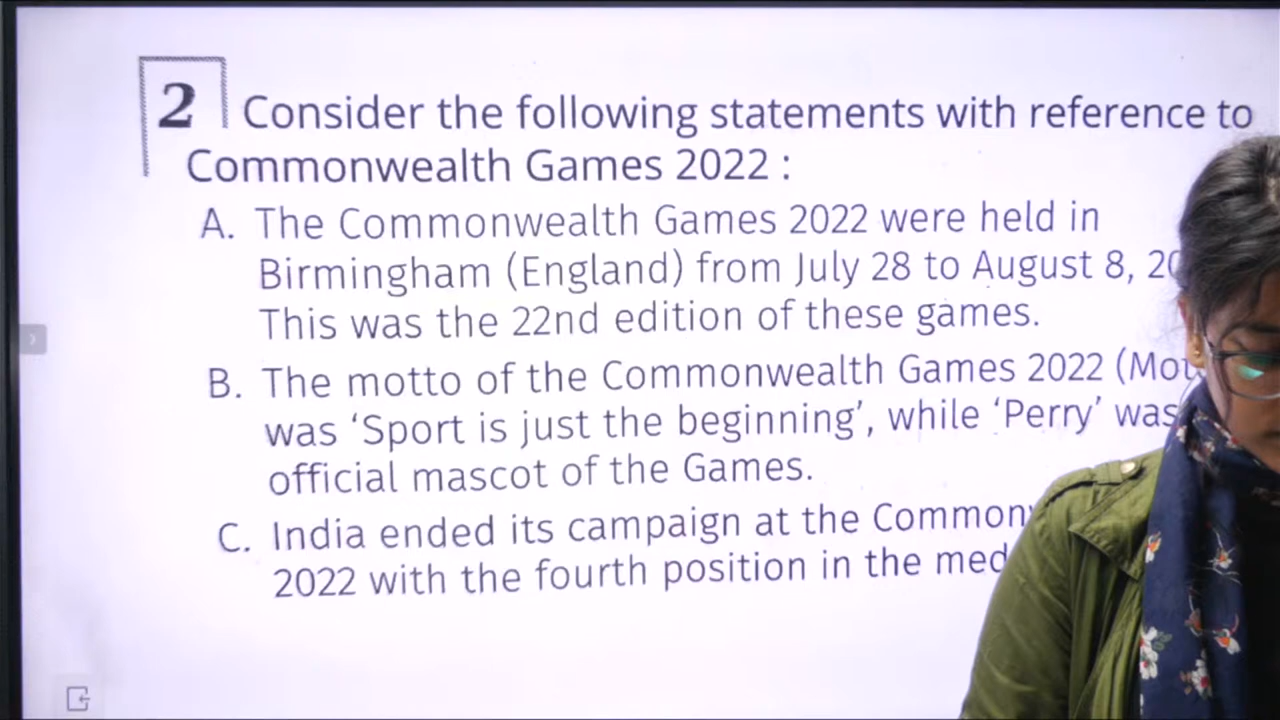 2 Consider the following statements with reference to
Commonwealth Games 2022 :
A. The Commonwealth Games 2022 were held in
Birmingham (England) from July 28 to August 8,
This was the 22nd edition of these games.
B. The motto of the Commonwealth Games 2022
was ‘Sport is just the beginning’, while ‘Perry’ was
official mascot of the Games.
C. India ended its campaign at the
2022 with the fourth position in the